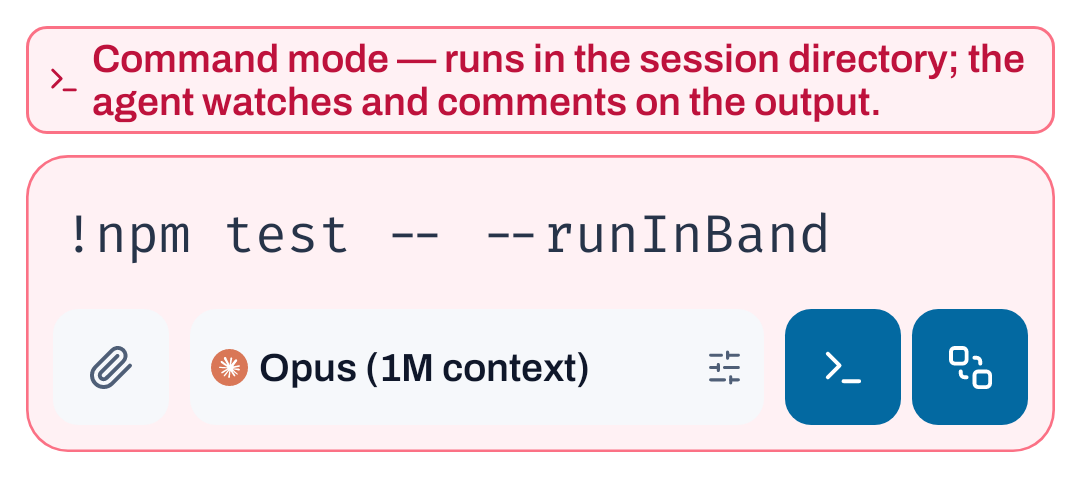 Command mode — runs in the session directory; the
agent watches and comments on the output.
!npm test -- --runInBand
Opus (1M context)